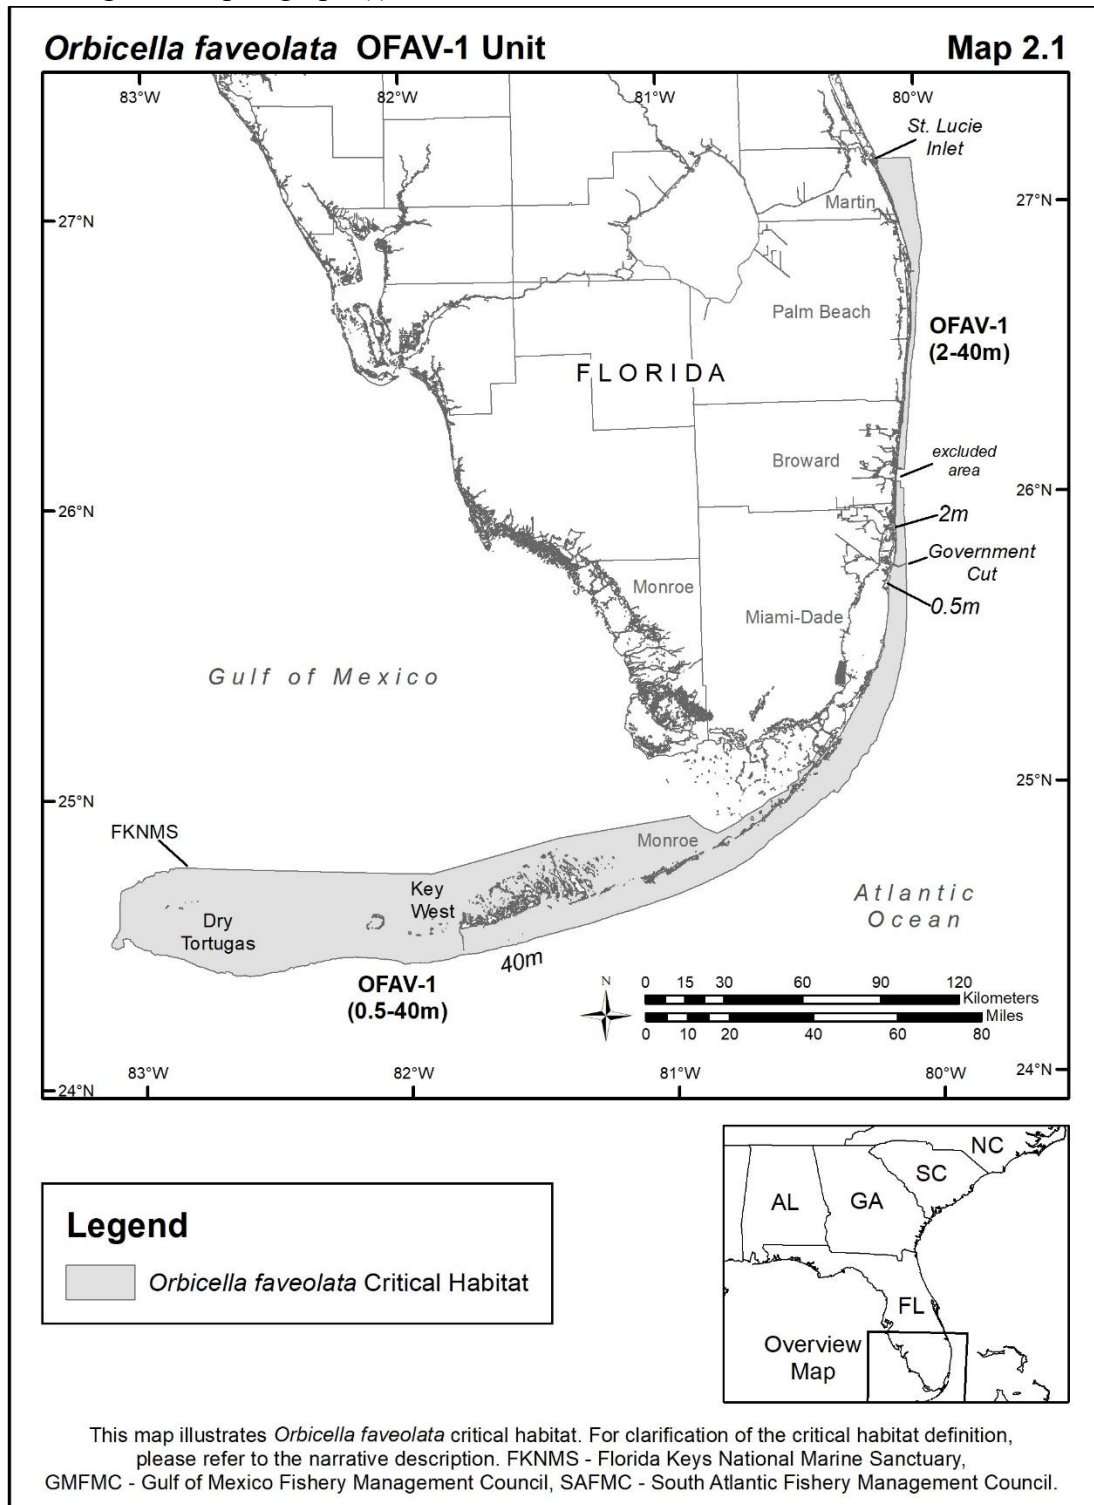 Orbicella faveolata OFAV-1 Unit
Map 2.1
83°W
82°W
81°W
80°W
St. Lucie
Inlet
27°N
27°N
Martin
Palm Beach
OFAV-1
(2-40m)
FLORIDA
Broward
excluded
area
26°N
26°N
2m
Government
Cut
0.5m
Monroe
Miami-Dade
Gulf of Mexico
25°N
25°N
FKNMS
Monroe
Key
West
Dry
Tortugas
Atlantic
Ocean
40m
OFAV-1
(0.5-40m)
N
0 15 30 60 90 120
Kilometers
Miles
0 10 20 40 60 80
24°N
24°N
83°W
82°W
81°W
80°W
Legend
Orbicella faveolata Critical Habitat
NC
SC
AL
GA
FL
Overview
Map
This map illustrates Orbicella faveolata critical habitat. For clarification of the critical habitat definition,
please refer to the narrative description. FKNMS - Florida Keys National Marine Sanctuary,
GMFMC - Gulf of Mexico Fishery Management Council, SAFMC - South Atlantic Fishery Management Council.